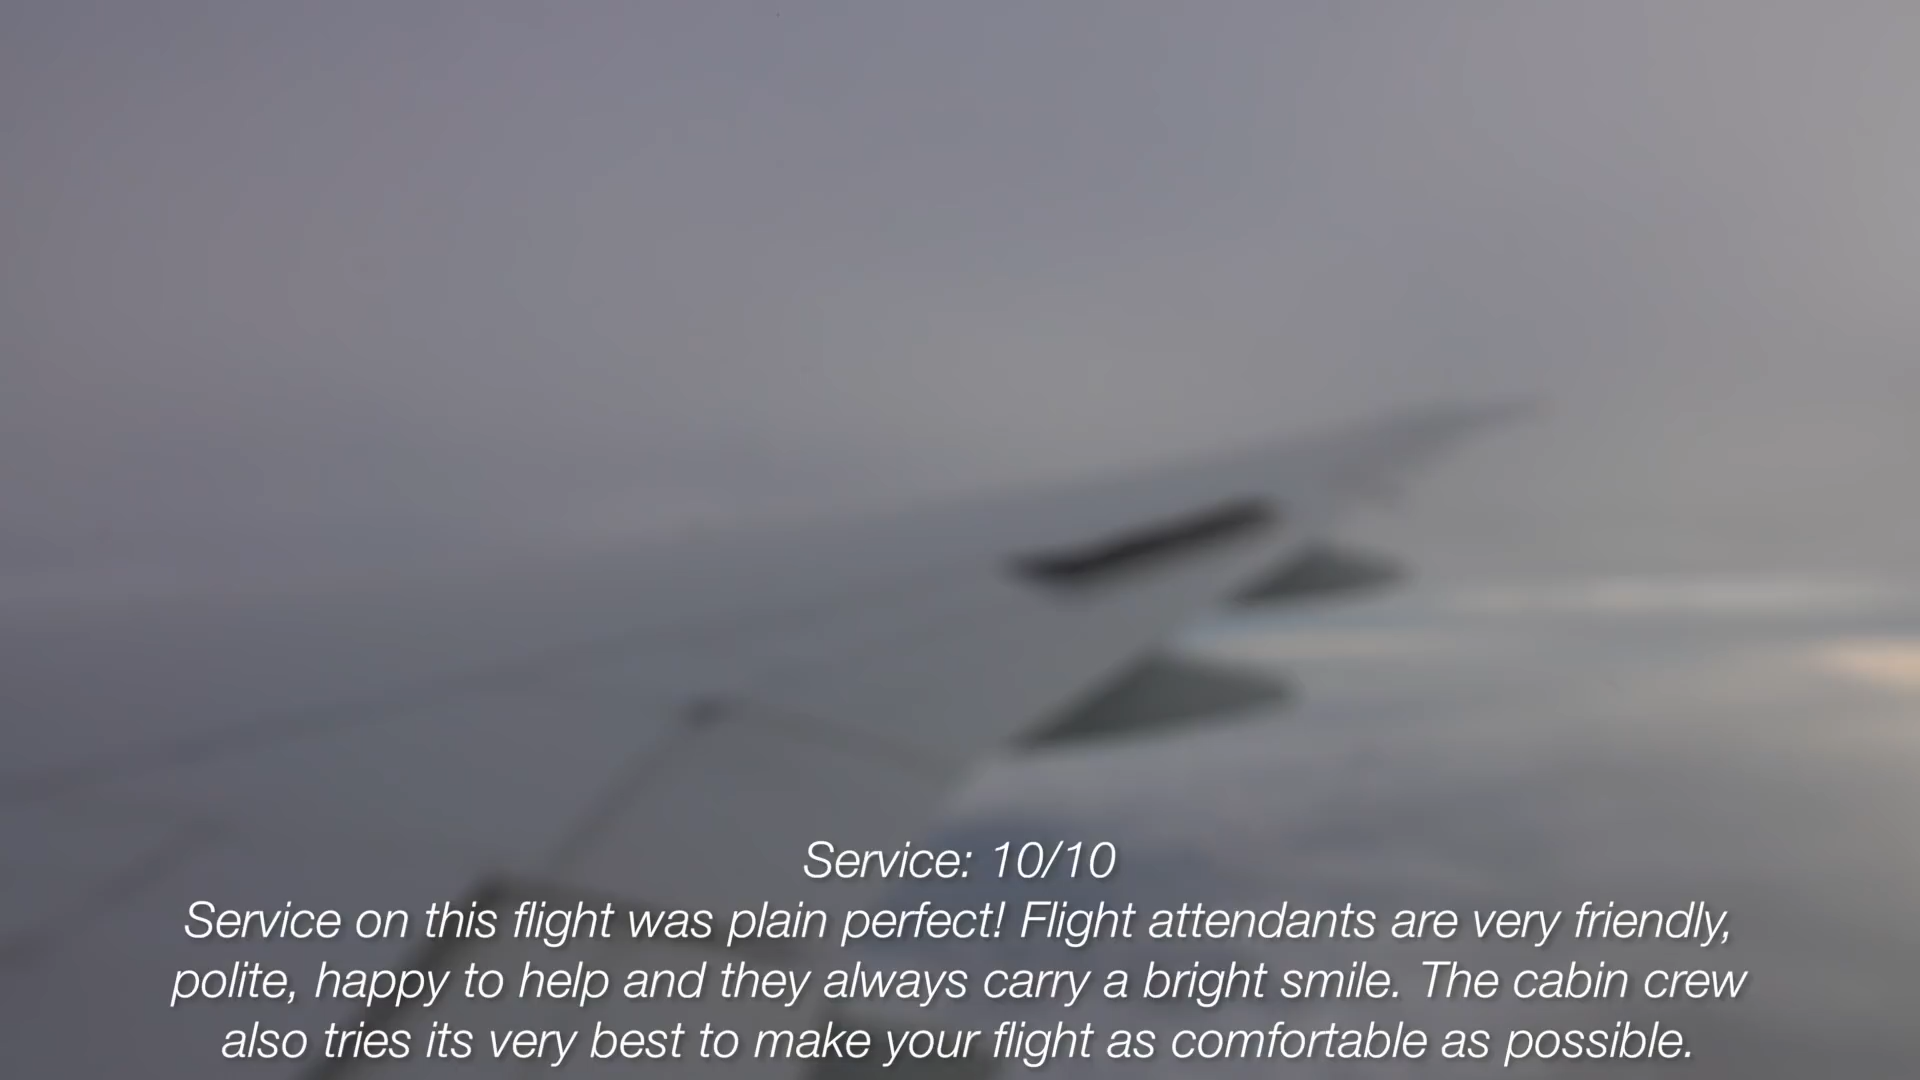 Service: 10/10
Service on this flight was plain perfect! Flight attendants are very friendly,
polite, happy to help and they always carry a bright smile. The cabin crew
also tries its very best to make your flight as comfortable as possible.